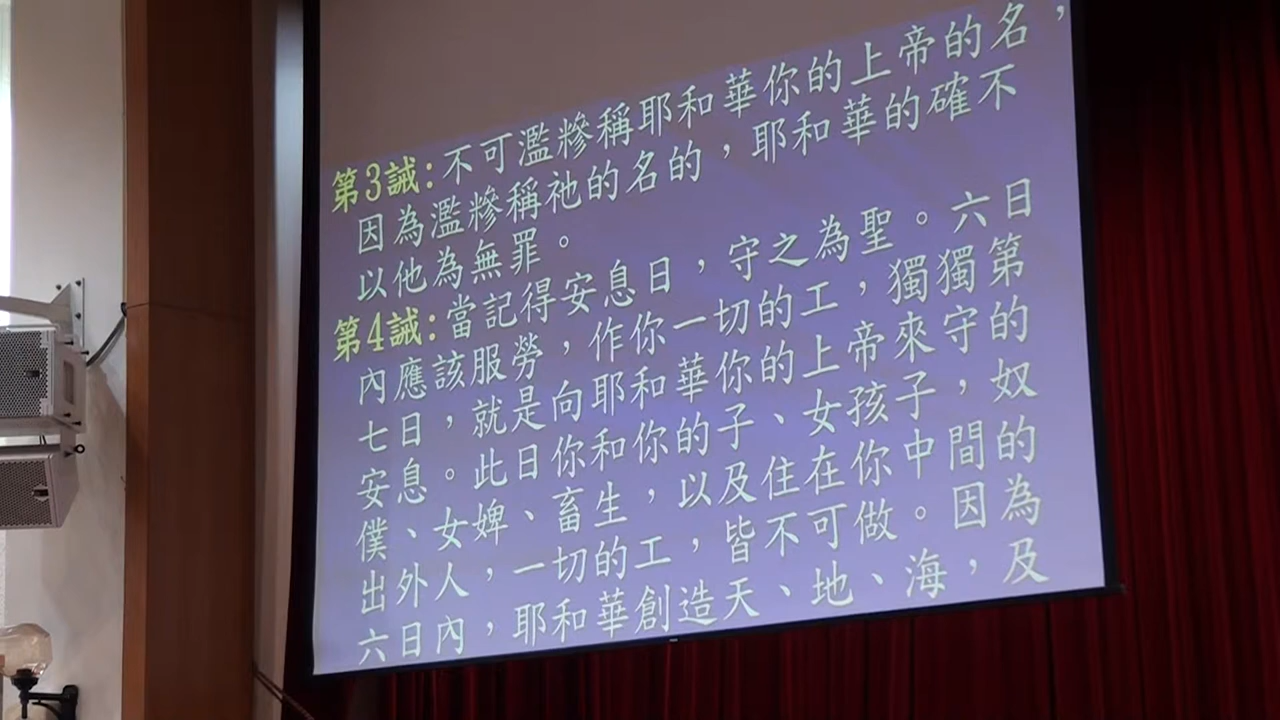 第3誡:不可濫糝稱耶和華你的上帝的名，
因為濫糝稱祂的名的，耶和華的確不
以他為無罪。
第4誡:當記得安息日，守之為聖。六日
內應該服勞，作你一切的工，獨獨第
七日，就是向耶和華你的上帝來守的
安息。此日你和你的子、女孩子，奴
僕、女婢、畜生，以及住在你中間的
出外人，一切的工，皆不可做。因為
六日內，耶和華創造天、地、海，及